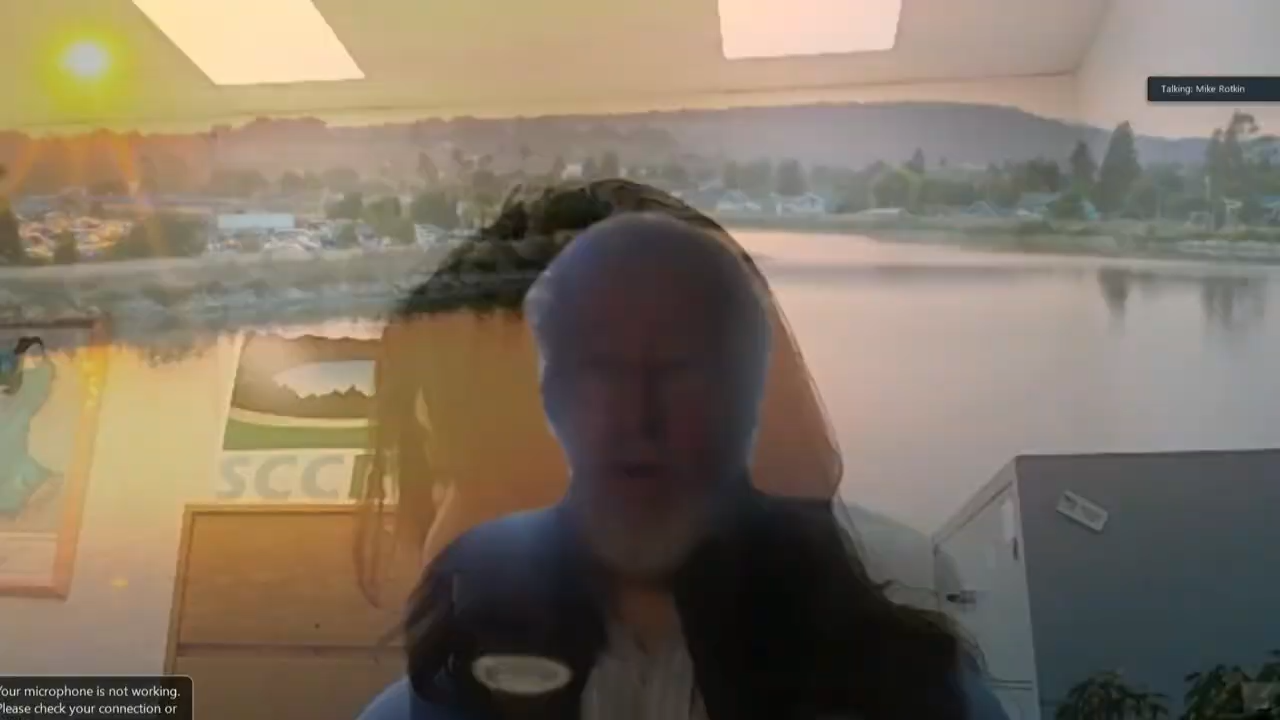 Talking: Mike Rotkin
SCC
Your microphone is not working.
Please check your connection or